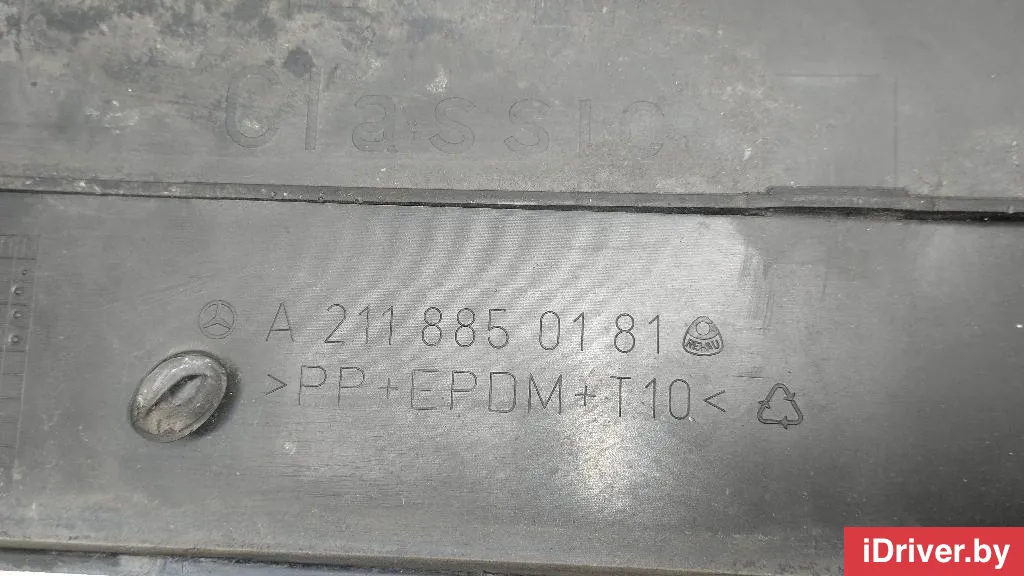 Classic
A 211 885 01 81 REHAU
>PP+EPDM+T10<
iDriver.by